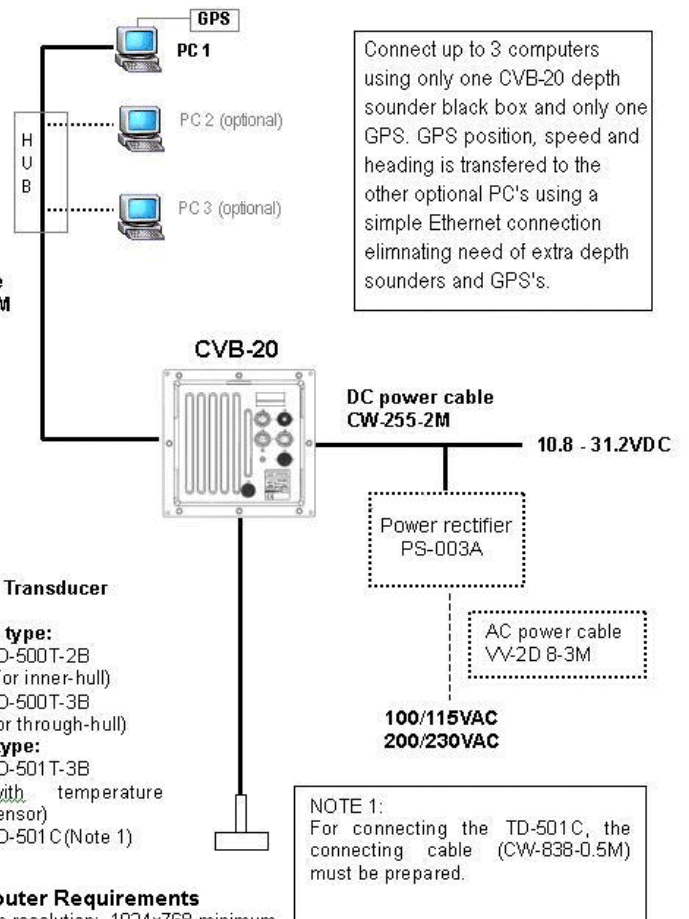 GPS
PC 1
PC 2 (optional)
PC 3 (optional)
H
U
B
Connect up to 3 computers
using only one CVB-20 depth
sounder black box and only one
GPS. GPS position, speed and
heading is transfered to the
other optional PC's using a
simple Ethernet connection
elimnating need of extra depth
sounders and GPS's.
CVB-20
DC power cable
CW-255-2M
10.8 - 31.2VDC
Power rectifier
PS-003A
AC power cable
VV-2D 8-3M
100/115VAC
200/230VAC
Transducer
type:
D-500T-2B
or inner-hull)
D-500T-3B
or through-hull)
ype:
D-501T-3B
vith temperature
ensor)
D-501C (Note 1)
NOTE 1:
For connecting the TD-501C, the
connecting cable (CW-838-0.5M)
must be prepared.
outer Requirements
resolution: 1024x768 minimum